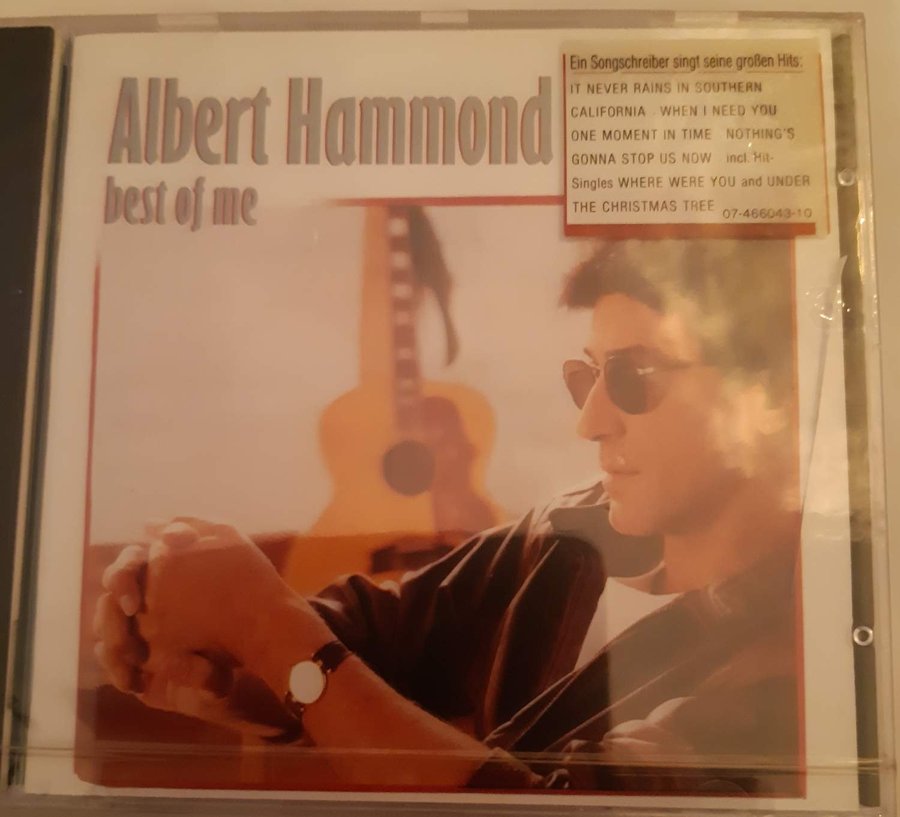 Albert Hammond
best of me
Ein Songschreiber singt seine großen Hits:
IT NEVER RAINS IN SOUTHERN
CALIFORNIA · WHEN I NEED YOU
ONE MOMENT IN TIME NOTHING'S
GONNA STOP US NOW incl. Hit-
Singles WHERE WERE YOU and UNDER
THE CHRISTMAS TREE 07-466043-10